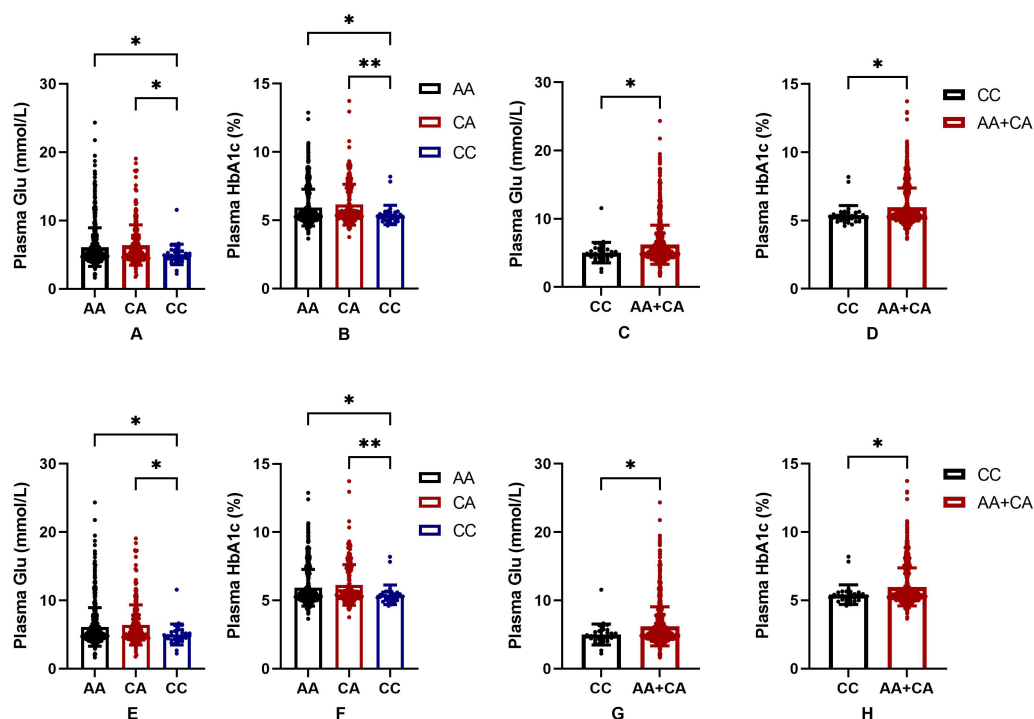 *
*
Plasma Glu (mmol/L)
30
20
10
0
AA CA CC
A
*
**
Plasma HbA1c (%)
15
10
5
0
AA CA CC
B
AA
CA
CC
*
Plasma Glu (mmol/L)
30
20
10
0
CC AA+CA
C
*
Plasma HbA1c (%)
15
10
5
0
CC AA+CA
D
CC
AA+CA
*
*
Plasma Glu (mmol/L)
30
20
10
0
AA CA CC
E
*
**
Plasma HbA1c (%)
15
10
5
0
AA CA CC
F
AA
CA
CC
*
Plasma Glu (mmol/L)
30
20
10
0
CC AA+CA
G
*
Plasma HbA1c (%)
15
10
5
0
CC AA+CA
H
CC
AA+CA